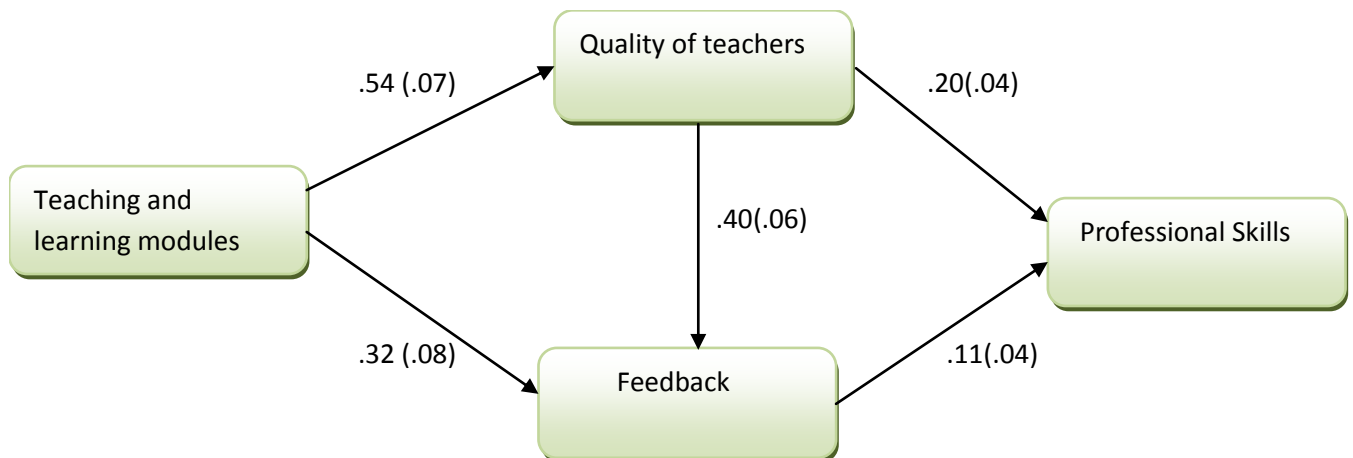 Quality of teachers
.54 (.07)
.20(.04)
Teaching and
learning modules
.40(.06)
Professional Skills
.32 (.08)
.11(.04)
Feedback